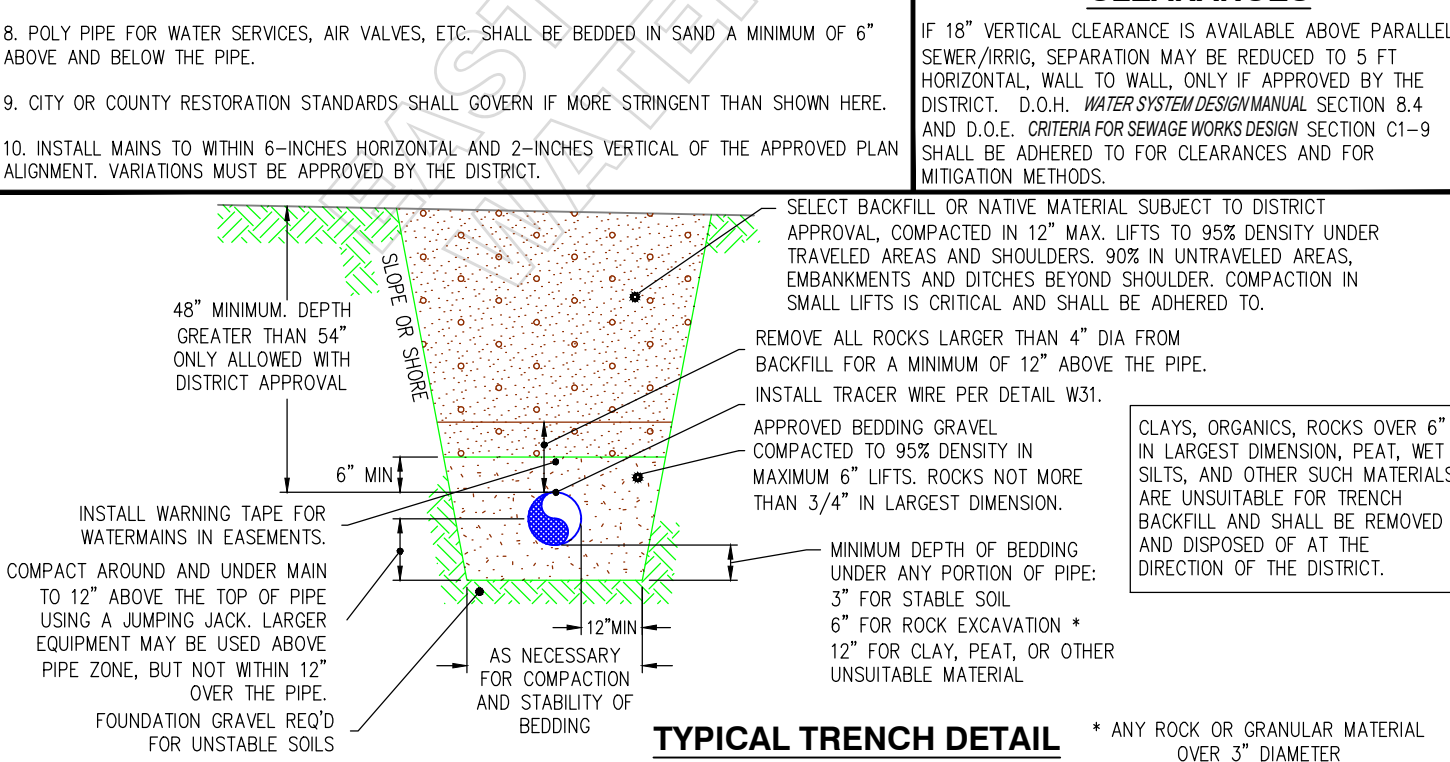 8. POLY PIPE FOR WATER SERVICES, AIR VALVES, ETC. SHALL BE BEDDED IN SAND A MINIMUM OF 6"
ABOVE AND BELOW THE PIPE.
9. CITY OR COUNTY RESTORATION STANDARDS SHALL GOVERN IF MORE STRINGENT THAN SHOWN HERE.
10. INSTALL MAINS TO WITHIN 6-INCHES HORIZONTAL AND 2-INCHES VERTICAL OF THE APPROVED PLAN
ALIGNMENT. VARIATIONS MUST BE APPROVED BY THE DISTRICT.
CLEARANCES
IF 18" VERTICAL CLEARANCE IS AVAILABLE ABOVE PARALLEL
SEWER/IRRIG, SEPARATION MAY BE REDUCED TO 5 FT
HORIZONTAL, WALL TO WALL, ONLY IF APPROVED BY THE
DISTRICT. D.O.H. WATER SYSTEM DESIGN MANUAL SECTION 8.4
AND D.O.E. CRITERIA FOR SEWAGE WORKS DESIGN SECTION C1-9
SHALL BE ADHERED TO FOR CLEARANCES AND FOR
MITIGATION METHODS.
EAST
WATER
SELECT BACKFILL OR NATIVE MATERIAL SUBJECT TO DISTRICT
APPROVAL, COMPACTED IN 12" MAX. LIFTS TO 95% DENSITY UNDER
TRAVELED AREAS AND SHOULDERS. 90% IN UNTRAVELED AREAS,
EMBANKMENTS AND DITCHES BEYOND SHOULDER. COMPACTION IN
SMALL LIFTS IS CRITICAL AND SHALL BE ADHERED TO.
SLOPE OR SHORE
48" MINIMUM. DEPTH
GREATER THAN 54"
ONLY ALLOWED WITH
DISTRICT APPROVAL
REMOVE ALL ROCKS LARGER THAN 4" DIA FROM
BACKFILL FOR A MINIMUM OF 12" ABOVE THE PIPE.
INSTALL TRACER WIRE PER DETAIL W31.
APPROVED BEDDING GRAVEL
COMPACTED TO 95% DENSITY IN
MAXIMUM 6" LIFTS. ROCKS NOT MORE
THAN 3/4" IN LARGEST DIMENSION.
CLAYS, ORGANICS, ROCKS OVER 6"
IN LARGEST DIMENSION, PEAT, WET
SILTS, AND OTHER SUCH MATERIALS
ARE UNSUITABLE FOR TRENCH
BACKFILL AND SHALL BE REMOVED
AND DISPOSED OF AT THE
DIRECTION OF THE DISTRICT.
6" MIN
INSTALL WARNING TAPE FOR
WATERMAINS IN EASEMENTS.
COMPACT AROUND AND UNDER MAIN
TO 12" ABOVE THE TOP OF PIPE
USING A JUMPING JACK. LARGER
EQUIPMENT MAY BE USED ABOVE
PIPE ZONE, BUT NOT WITHIN 12"
OVER THE PIPE.
FOUNDATION GRAVEL REQ'D
FOR UNSTABLE SOILS
12"MIN
AS NECESSARY
FOR COMPACTION
AND STABILITY OF
BEDDING
MINIMUM DEPTH OF BEDDING
UNDER ANY PORTION OF PIPE:
3" FOR STABLE SOIL
6" FOR ROCK EXCAVATION *
12" FOR CLAY, PEAT, OR OTHER
UNSUITABLE MATERIAL
TYPICAL TRENCH DETAIL
* ANY ROCK OR GRANULAR MATERIAL
OVER 3" DIAMETER